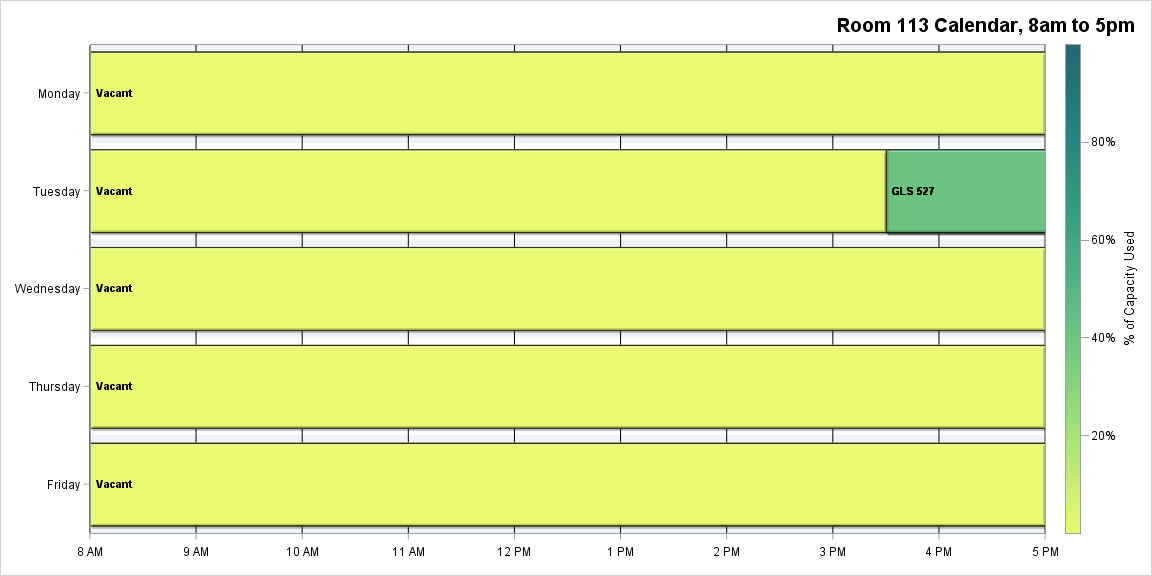 Room 113 Calendar, 8am to 5pm
Monday
Vacant
Tuesday
Vacant
GLS 527
Wednesday
Vacant
Thursday
Vacant
Friday
Vacant
8 AM
9 AM
10 AM
11 AM
12 PM
1 PM
2 PM
3 PM
4 PM
5 PM
80%
60%
40%
20%
% of Capacity Used